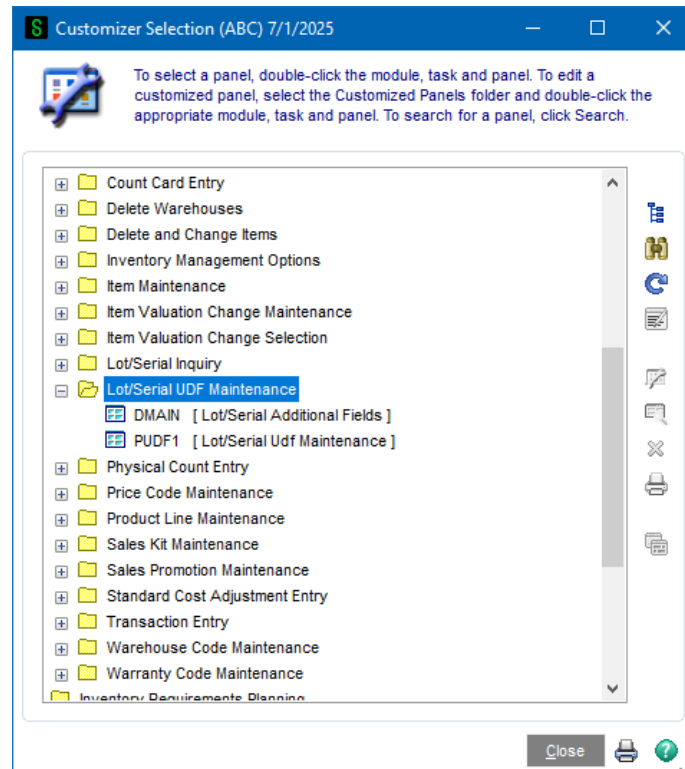 S Customizer Selection (ABC) 7/1/2025
To select a panel, double-click the module, task and panel. To edit a
customized panel, select the Customized Panels folder and double-click the
appropriate module, task and panel. To search for a panel, click Search.
Count Card Entry
Delete Warehouses
Delete and Change Items
Inventory Management Options
Item Maintenance
Item Valuation Change Maintenance
Item Valuation Change Selection
Lot/Serial Inquiry
Lot/Serial UDF Maintenance
DMAIN [ Lot/Serial Additional Fields ]
PUDF1 [ Lot/Serial Udf Maintenance ]
Physical Count Entry
Price Code Maintenance
Product Line Maintenance
Sales Kit Maintenance
Sales Promotion Maintenance
Standard Cost Adjustment Entry
Transaction Entry
Warehouse Code Maintenance
Warranty Code Maintenance
Inventory Requirements Planning
Close